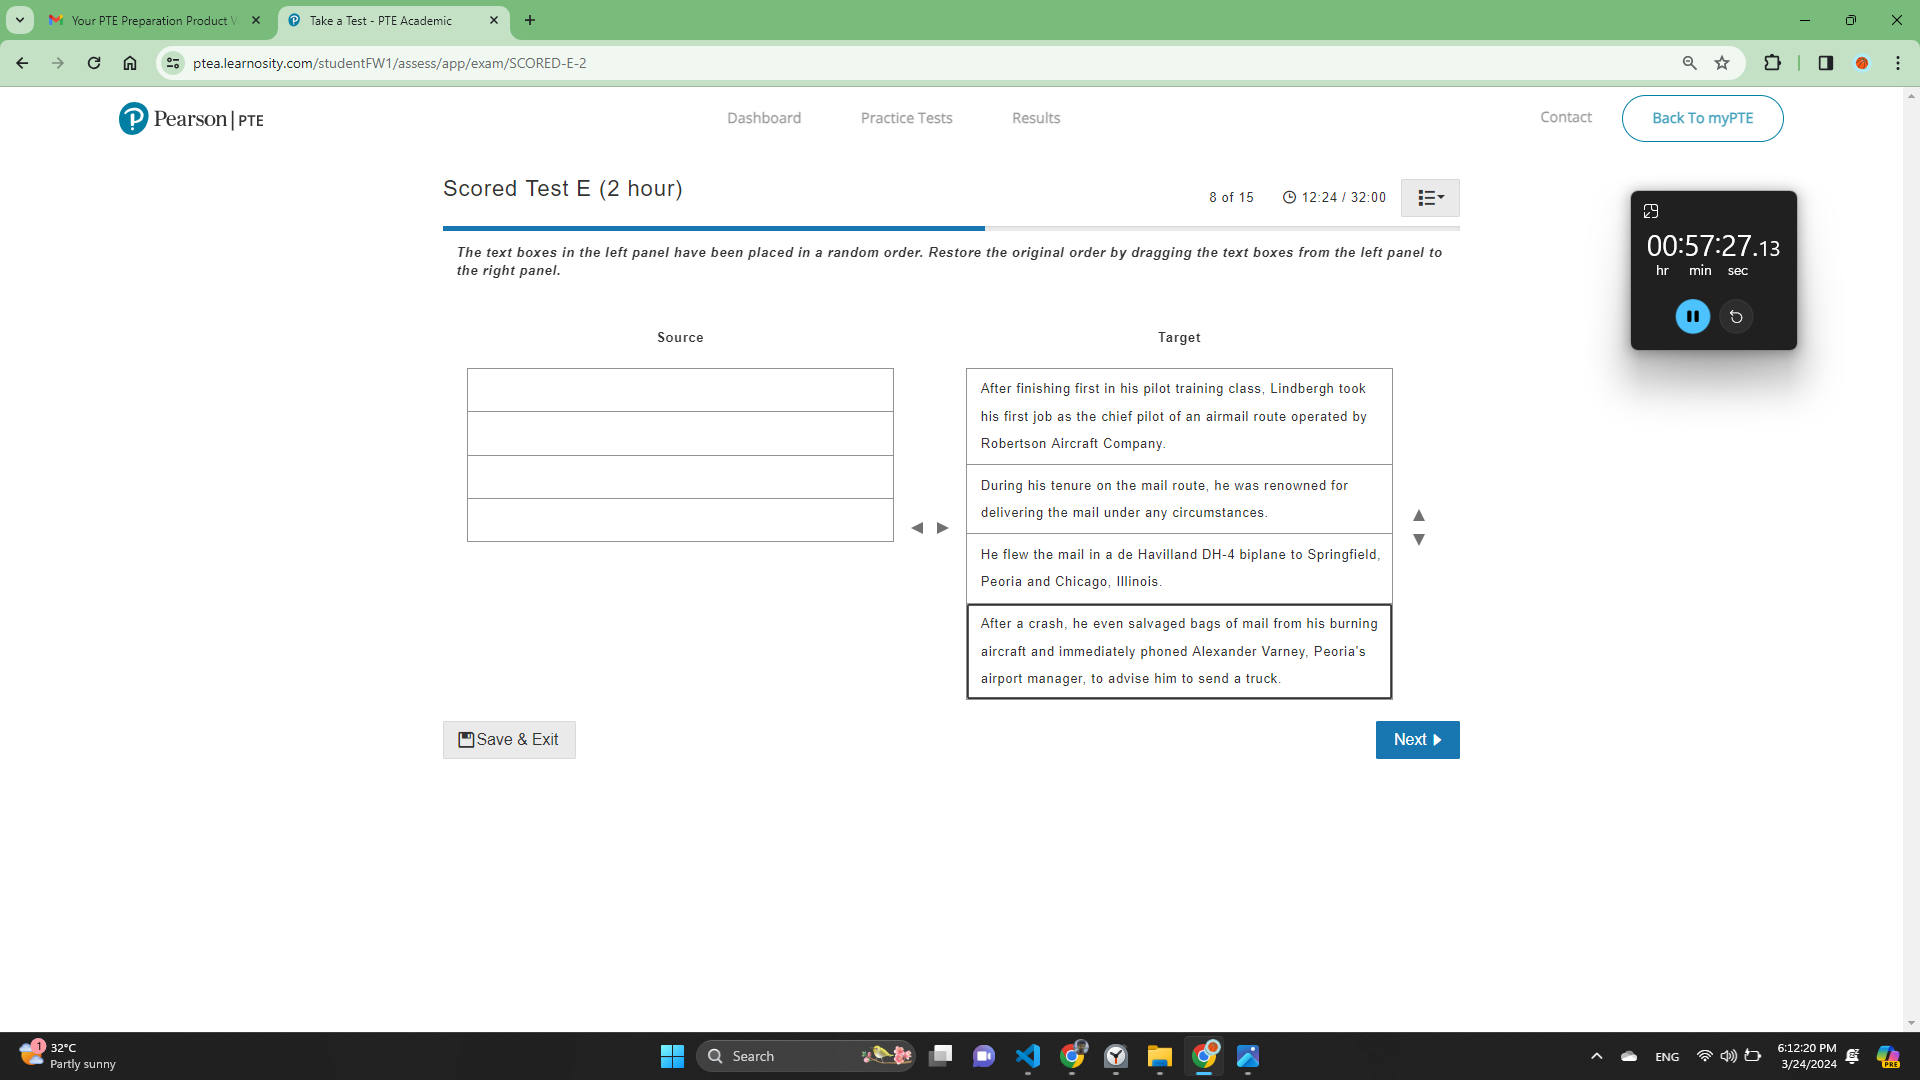 Your PTE Preparation Product V
Take a Test - PTE Academic
ptea.learnosity.com/studentFW1/assess/app/exam/SCORED-E-2
Pearson | PTE
Dashboard
Practice Tests
Results
Contact
Back To myPTE
Scored Test E (2 hour)
8 of 15
12:24 / 32:00
00:57:27.13
hr min sec
The text boxes in the left panel have been placed in a random order. Restore the original order by dragging the text boxes from the left panel to
the right panel.
Source
Target
After finishing first in his pilot training class, Lindbergh took
his first job as the chief pilot of an airmail route operated by
Robertson Aircraft Company.
During his tenure on the mail route, he was renowned for
delivering the mail under any circumstances.
He flew the mail in a de Havilland DH-4 biplane to Springfield,
Peoria and Chicago, Illinois.
After a crash, he even salvaged bags of mail from his burning
aircraft and immediately phoned Alexander Varney, Peoria's
airport manager, to advise him to send a truck.
Save & Exit
Next
1
32°C
Partly sunny
Search
ENG
6:12:20 PM
3/24/2024
PRE